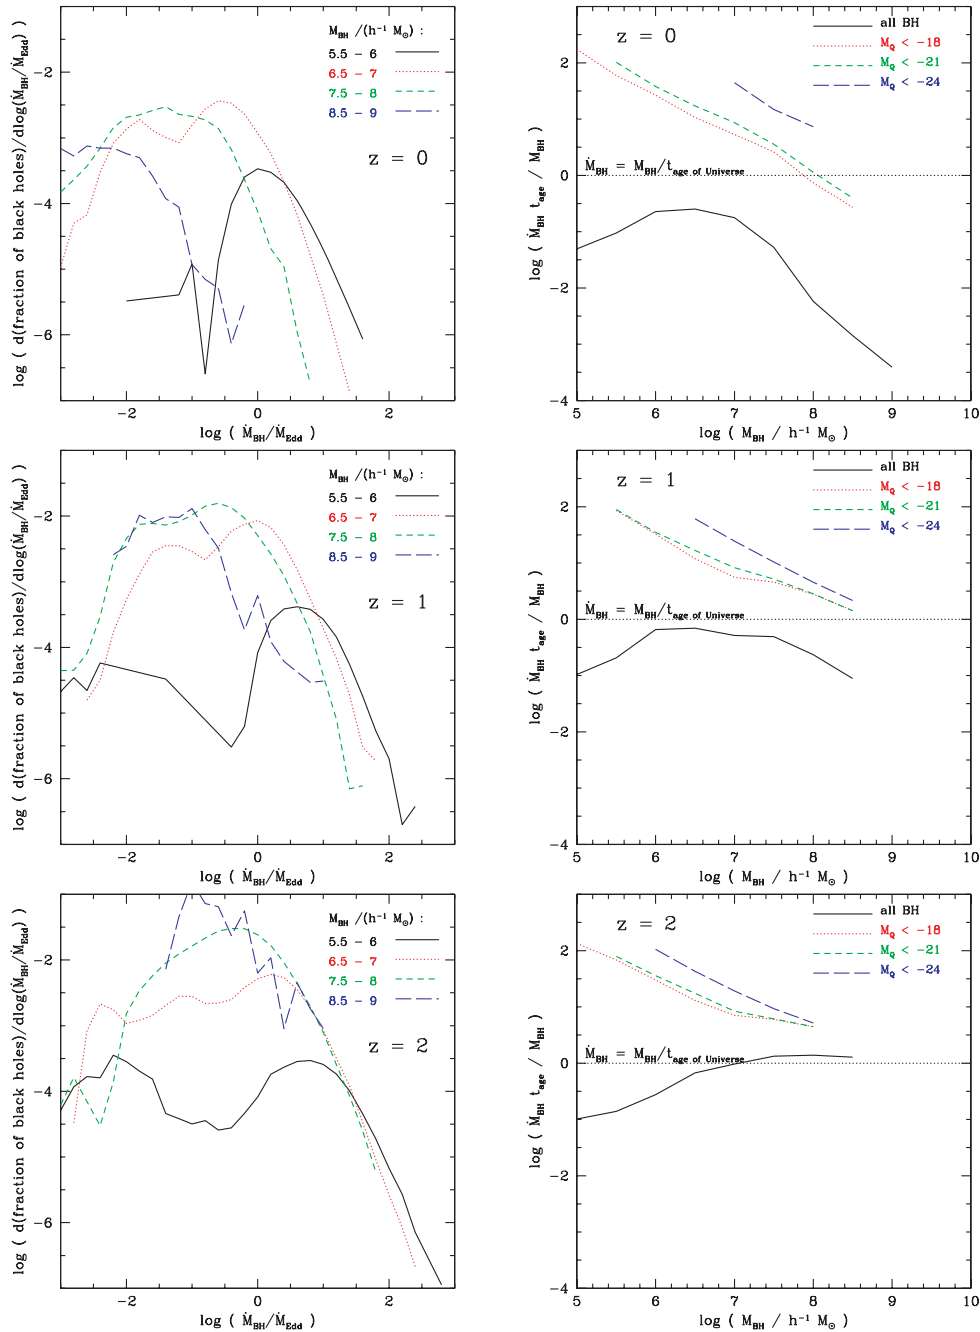 log ( d(fraction of black holes)/dlog(Ṁ_BH/Ṁ_Edd))
-2
-4
-6
M_BH /(h⁻¹ M_⊙) :
5.5 - 6
6.5 - 7
7.5 - 8
8.5 - 9
z = 0
-2 0 2
log ( Ṁ_BH/Ṁ_Edd )
log ( Ṁ_BH t_age / M_BH )
2
0
-2
-4
z = 0
all BH
M_Q < -18
M_Q < -21
M_Q < -24
Ṁ_BH = M_BH/t_age of Universe
5 6 7 8 9 10
log ( M_BH / h⁻¹ M_⊙ )
log ( d(fraction of black holes)/dlog(Ṁ_BH/Ṁ_Edd))
-2
-4
-6
M_BH /(h⁻¹ M_⊙) :
5.5 - 6
6.5 - 7
7.5 - 8
8.5 - 9
z = 1
-2 0 2
log ( Ṁ_BH/Ṁ_Edd )
log ( Ṁ_BH t_age / M_BH )
2
0
-2
-4
z = 1
all BH
M_Q < -18
M_Q < -21
M_Q < -24
Ṁ_BH = M_BH/t_age of Universe
5 6 7 8 9 10
log ( M_BH / h⁻¹ M_⊙ )
log ( d(fraction of black holes)/dlog(Ṁ_BH/Ṁ_Edd))
-2
-4
-6
M_BH /(h⁻¹ M_⊙) :
5.5 - 6
6.5 - 7
7.5 - 8
8.5 - 9
z = 2
-2 0 2
log ( Ṁ_BH/Ṁ_Edd )
log ( Ṁ_BH t_age / M_BH )
2
0
-2
-4
z = 2
all BH
M_Q < -18
M_Q < -21
M_Q < -24
Ṁ_BH = M_BH/t_age of Universe
5 6 7 8 9 10
log ( M_BH / h⁻¹ M_⊙ )